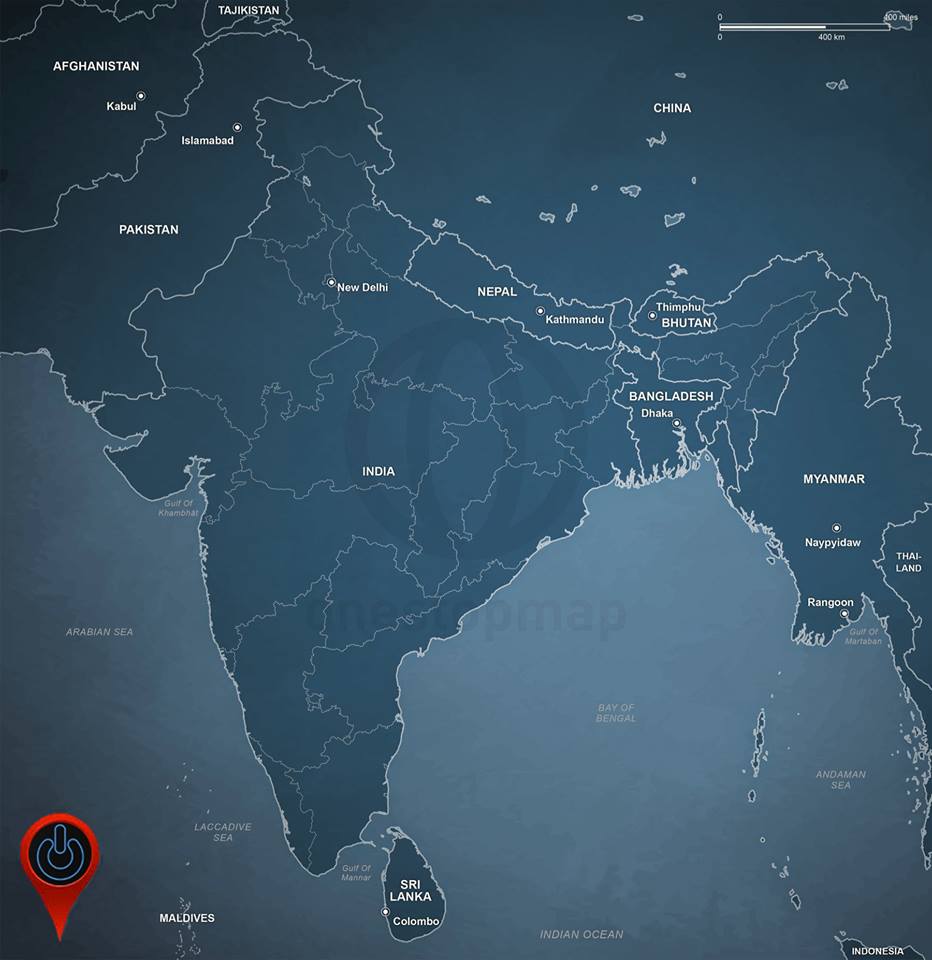 TAJIKISTAN
0
100 miles
0
400 km
AFGHANISTAN
Kabul
Islamabad
CHINA
PAKISTAN
New Delhi
NEPAL
Kathmandu
Thimphu
BHUTAN
BANGLADESH
Dhaka
INDIA
MYANMAR
Gulf Of
Khambhāt
Naypyidaw
THAI-
LAND
Rangoon
onestopmap
ARABIAN SEA
Gulf Of
Martaban
BAY OF
BENGAL
ANDAMAN
SEA
LACCADIVE
SEA
Gulf Of
Mannar
SRI
LANKA
Colombo
MALDIVES
INDIAN OCEAN
INDONESIA